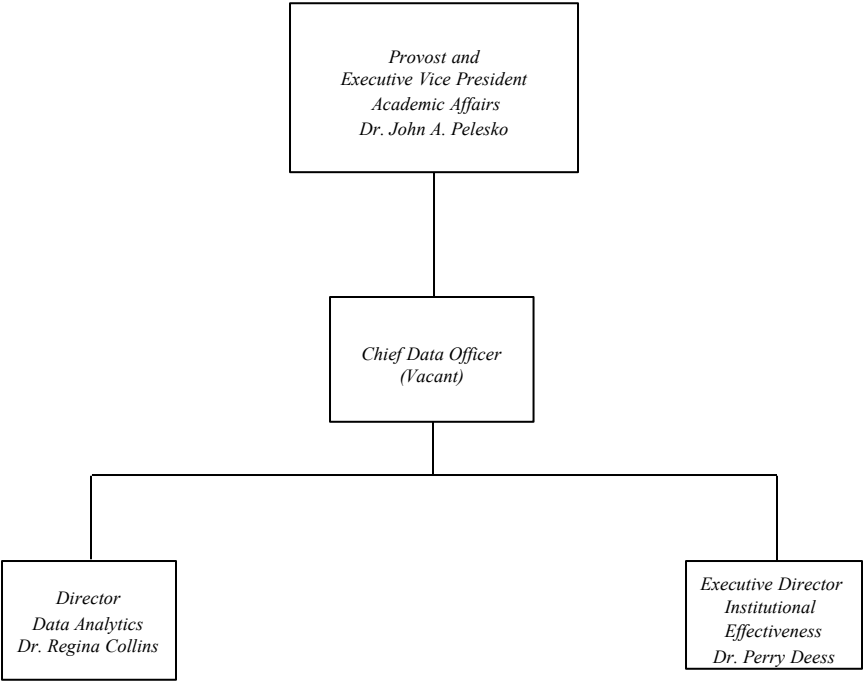 Provost and
Executive Vice President
Academic Affairs
Dr. John A. Pelesko
Chief Data Officer
(Vacant)
Director
Data Analytics
Dr. Regina Collins
Executive Director
Institutional
Effectiveness
Dr. Perry Deess